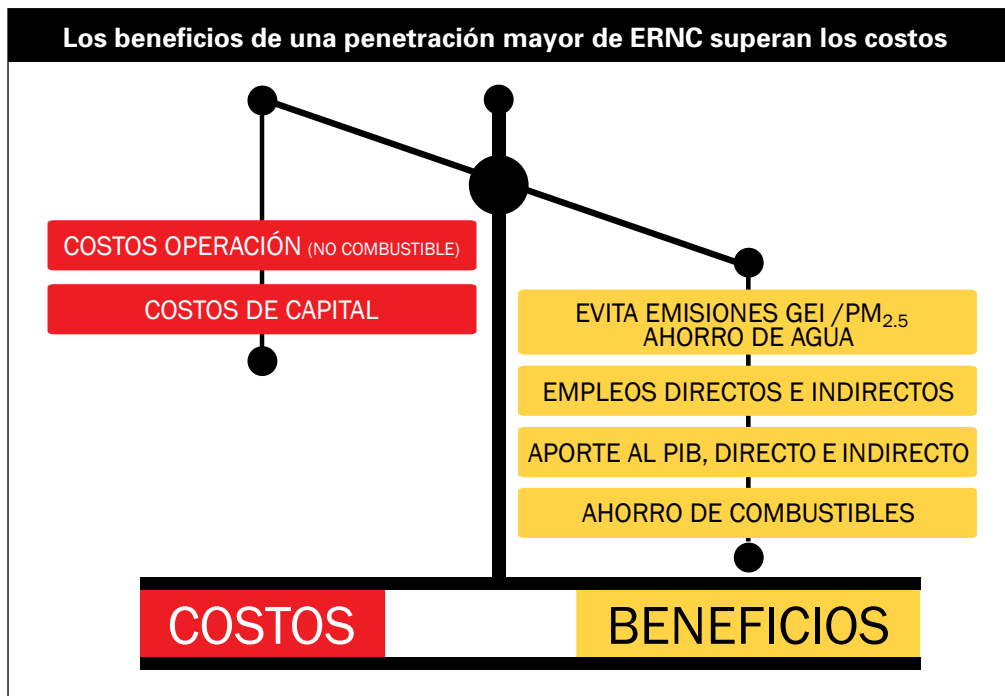 Los beneficios de una penetración mayor de ERNC superan los costos
COSTOS OPERACIÓN (NO COMBUSTIBLE)
COSTOS DE CAPITAL
EVITA EMISIONES GEI /PM2.5
AHORRO DE AGUA
EMPLEOS DIRECTOS E INDIRECTOS
APORTE AL PIB, DIRECTO E INDIRECTO
AHORRO DE COMBUSTIBLES
COSTOS
BENEFICIOS